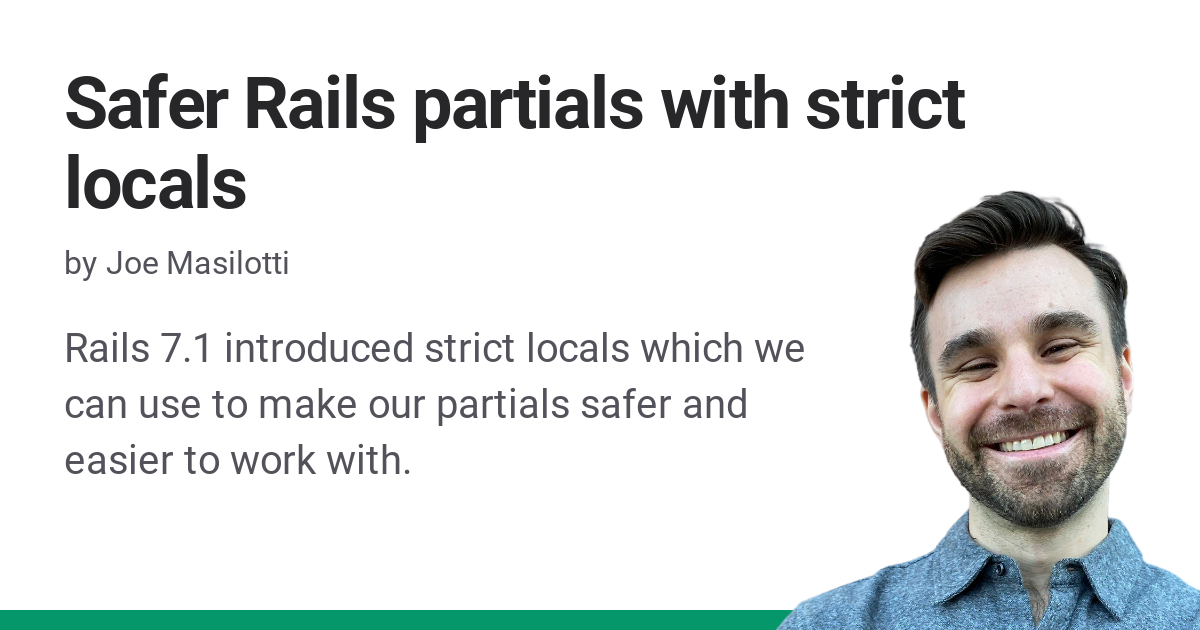 Safer Rails partials with strict
locals
by Joe Masilotti
Rails 7.1 introduced strict locals which we
can use to make our partials safer and
easier to work with.